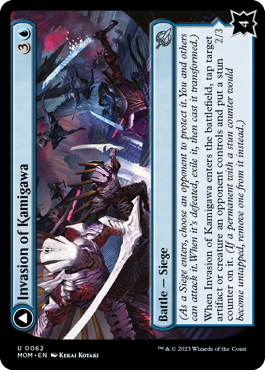 Invasion of Kamigawa
3
Battle — Siege
4
(As a Siege enters, choose an opponent to protect it. You and others
can attack it. When it's defeated, exile it, then cast it transformed.)
When Invasion of Kamigawa enters the battlefield, tap target
artifact or creature an opponent controls and put a stun
counter on it. (If a permanent with a stun counter would
become untapped, remove one from it instead.)
2/3
U 0062
MOM • EN KEKAI KOTAKI
™ & © 2023 Wizards of the Coast